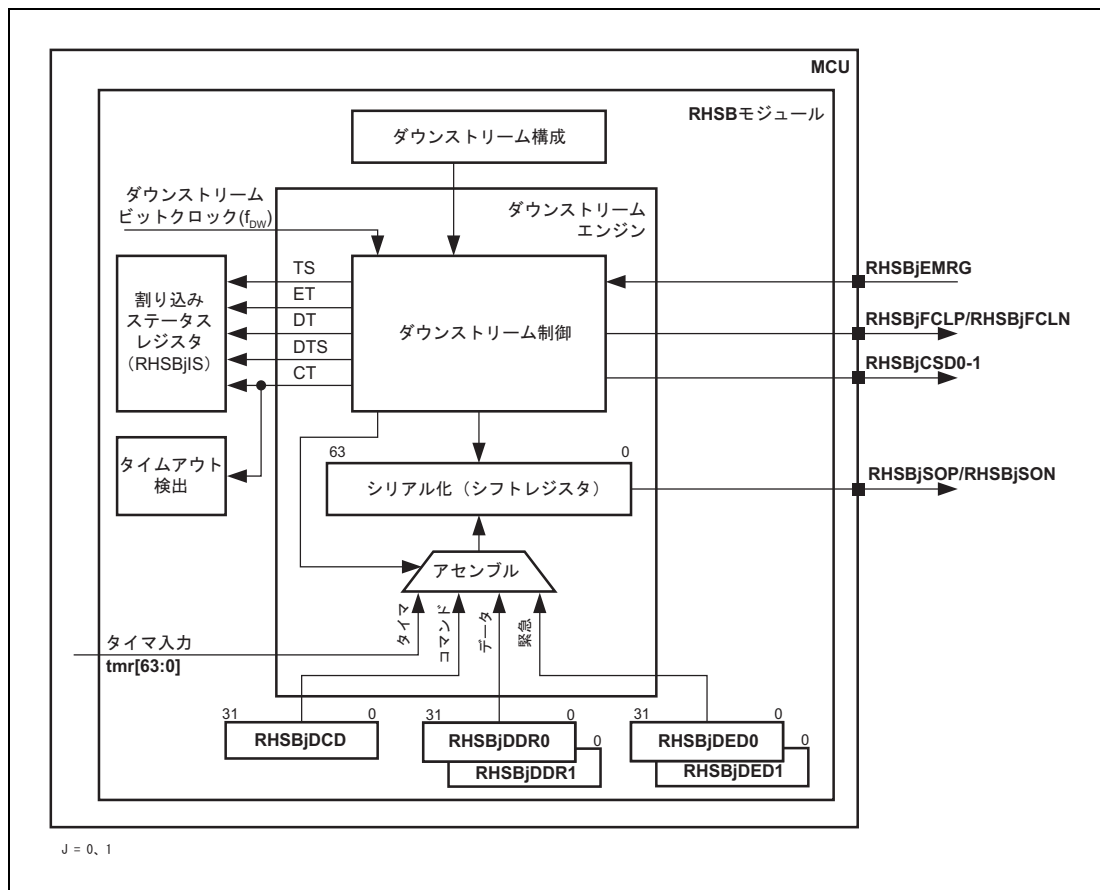 MCU
RHSBモジュール
ダウンストリーム構成
ダウンストリーム
ビットクロック(fDW)
ダウンストリーム
エンジン
割り込み
ステータス
レジスタ
(RHSBjIS)
TS
ET
DT
DTS
CT
ダウンストリーム制御
RHSBjEMRG
RHSBjFCLP/RHSBjFCLN
RHSBjCSD0-1
タイムアウト
検出
63 0
シリアル化（シフトレジスタ）
RHSBjSOP/RHSBjSON
アセンブル
タイマ
コマンド
データ
緊急
タイマ入力
tmr[63:0]
31 0
RHSBjDCD
31 0
RHSBjDDR0
0
RHSBjDDR1
31 0
RHSBjDED0
0
RHSBjDED1
J = 0、1